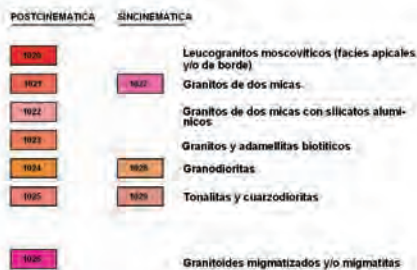 POSTCINEMATICA SINCINEMATICA
1020 Leucogranitos moscovíticos (facies apicales
y/o de borde)
1021 1027 Granitos de dos micas
1022 Granitos de dos micas con silicatos alumí-
nicos
1023 Granitos y adamellitas biotíticos
1024 1028 Granodioritas
1025 1029 Tonalitas y cuarzodioritas
1026 Granitoides migmatizados y/o migmatitas